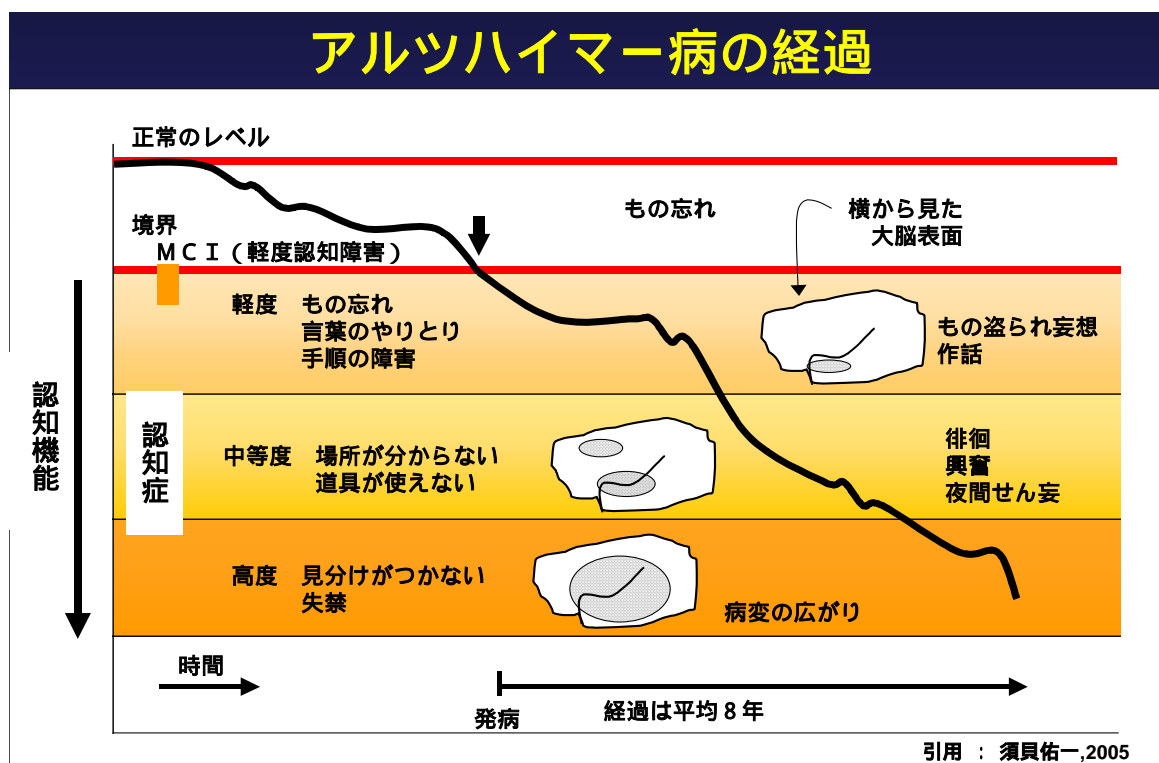 アルツハイマー病の経過
正常のレベル
境界
ＭＣＩ（軽度認知障害）
もの忘れ
横から見た
大脳表面
軽度　もの忘れ
言葉のやりとり
手順の障害
もの盗られ妄想
作話
認知機能
認知症
中等度　場所が分からない
道具が使えない
徘徊
興奮
夜間せん妄
高度　見分けがつかない
失禁
病変の広がり
時間
発病
経過は平均８年
引用　：　須貝佑一,2005